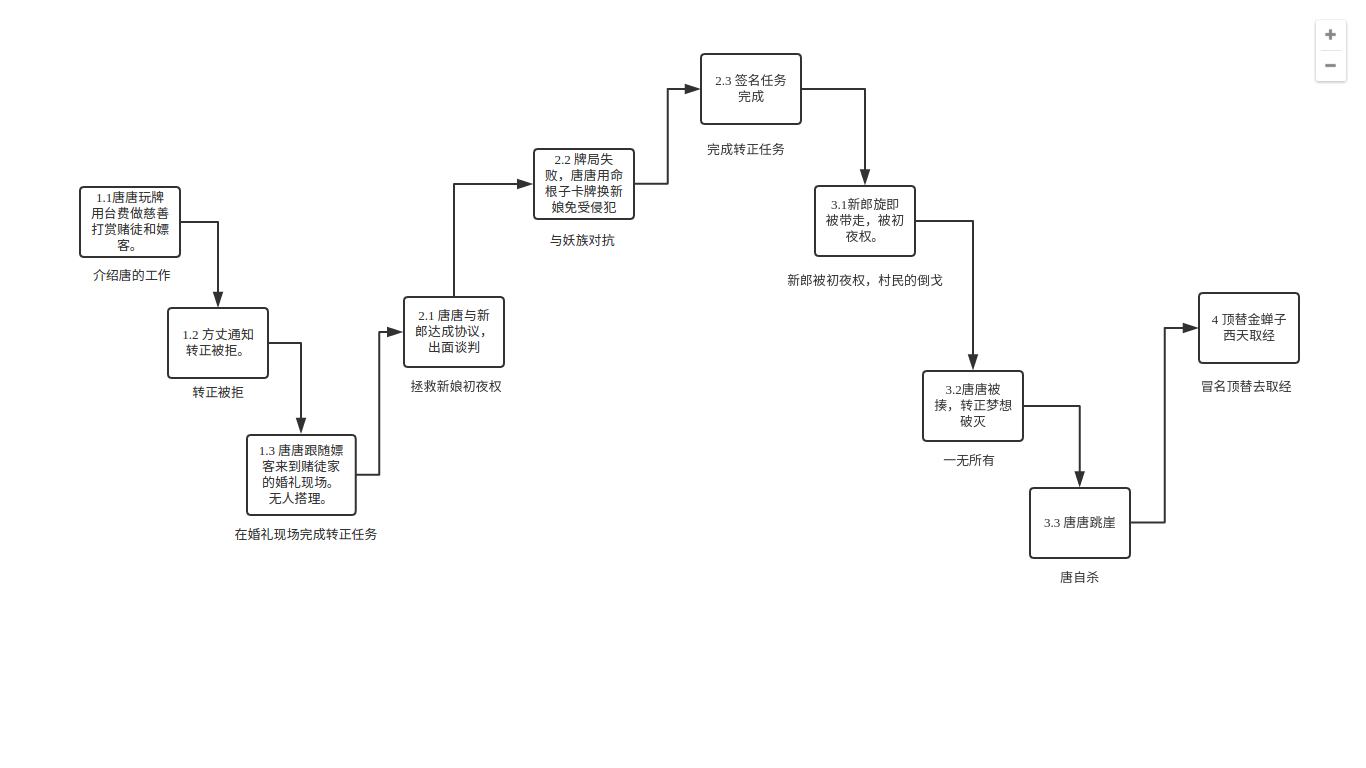 1.1唐唐玩牌
用台费做慈善
打赏赌徒和嫖
客。
介绍唐的工作
1.2 方丈通知
转正被拒。
转正被拒
1.3 唐唐跟随嫖
客来到赌徒家
的婚礼现场。
无人搭理。
在婚礼现场完成转正任务
2.1 唐唐与新
郎达成协议，
出面谈判
拯救新娘初夜权
2.2 牌局失
败，唐唐用命
根子卡牌换新
娘免受侵犯
与妖族对抗
2.3 签名任务
完成
完成转正任务
3.1新郎旋即
被带走，被初
夜权。
新郎被初夜权，村民的倒戈
3.2唐唐被
揍，转正梦想
破灭
一无所有
3.3 唐唐跳崖
唐自杀
4 顶替金蝉子
西天取经
冒名顶替去取经